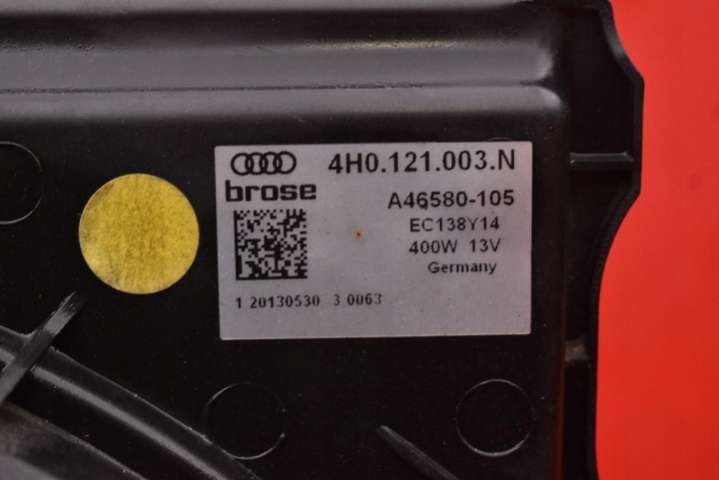 4H0.121.003.N
brose
A46580-105
EC138Y14
400W 13V
Germany
1 20130530 3 0063